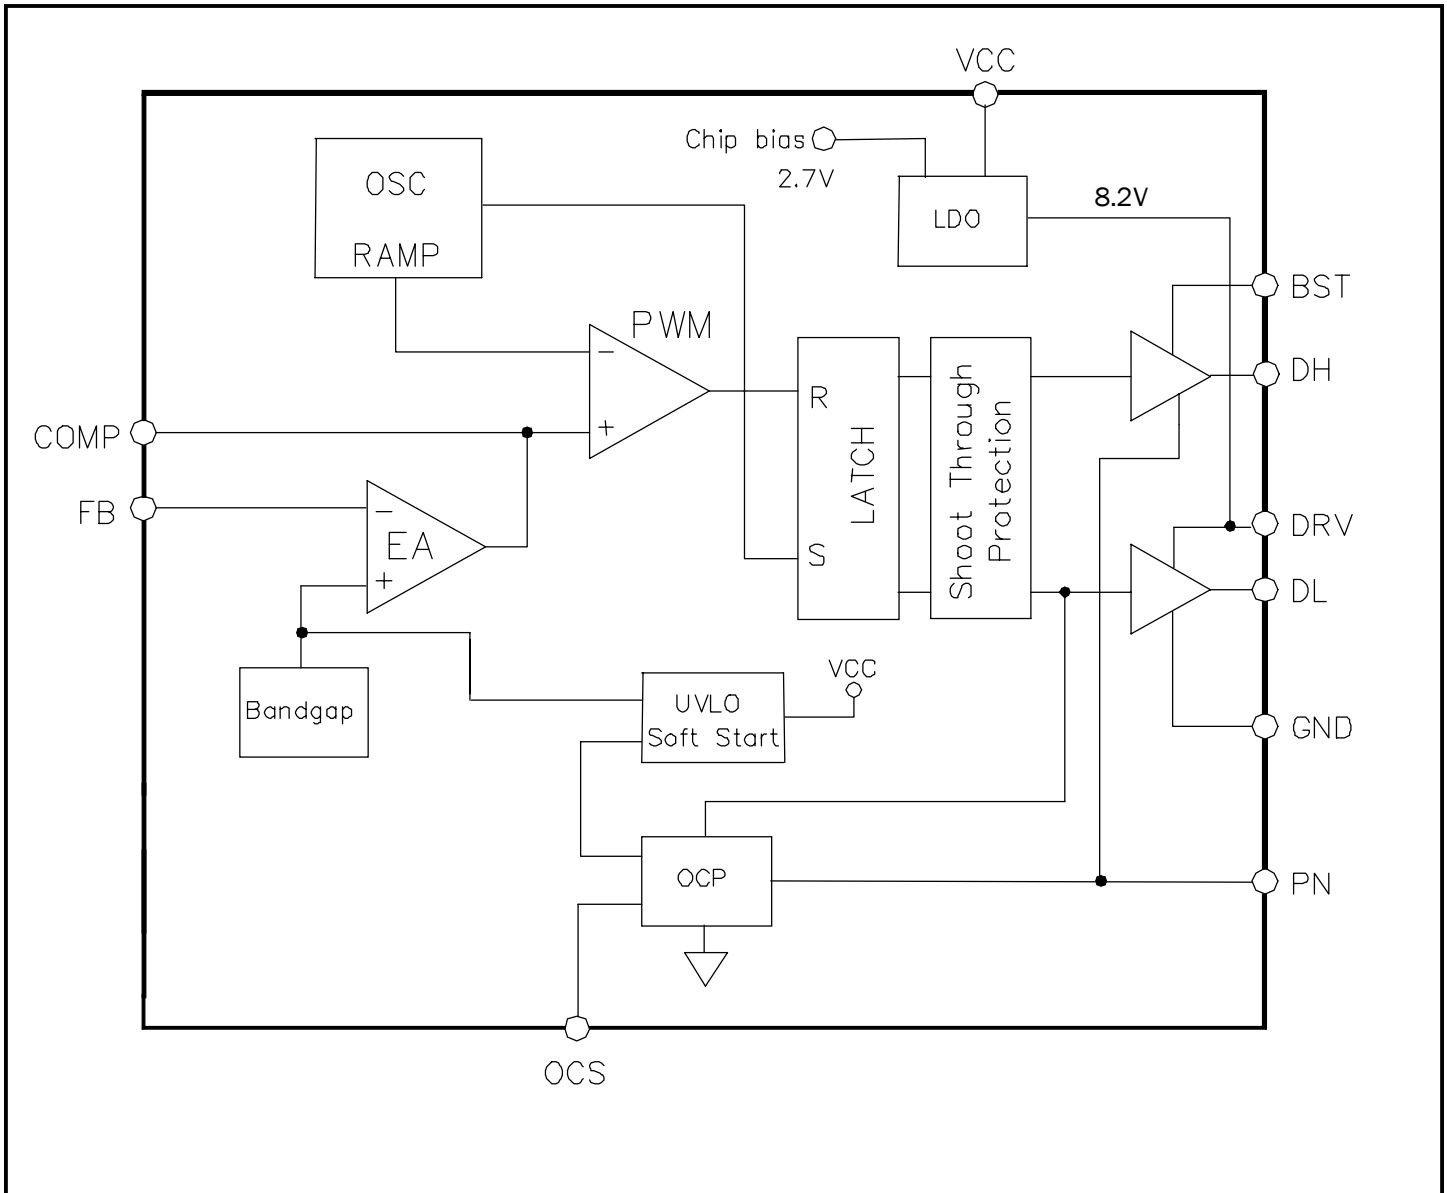 VCC
Chip bias
2.7V
OSC
RAMP
LDO
8.2V
BST
PWM
DH
-
+
R
LATCH
S
Shoot Through
Protection
COMP
FB
-
EA
+
DRV
DL
Bandgap
UVLO
Soft Start
VCC
GND
OCP
PN
OCS